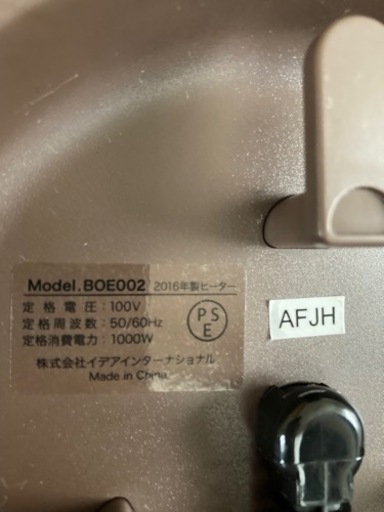 Model.BOE002 2016年製ヒーター
定格電圧:100V
定格周波数:50/60Hz
定格消費電力:1000W
PSE
株式会社イデアインターナショナル
Made in China
AFJH